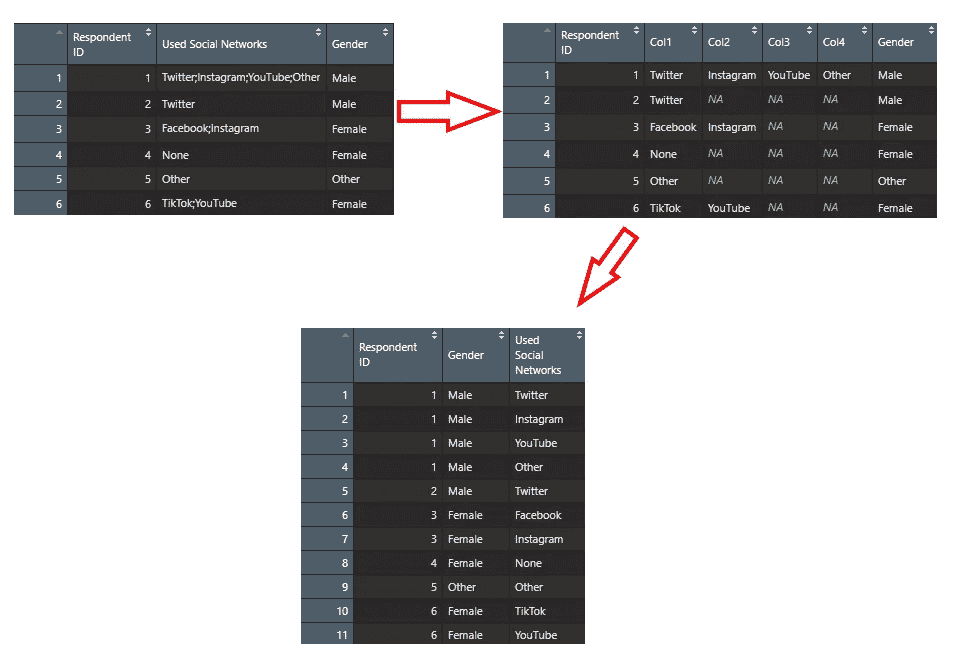 Respondent ID Used Social Networks Gender
1 1 Twitter;Instagram;YouTube;Other Male
2 2 Twitter Male
3 3 Facebook;Instagram Female
4 4 None Female
5 5 Other Other
6 6 TikTok;YouTube Female
Respondent ID Col1 Col2 Col3 Col4 Gender
1 1 Twitter Instagram YouTube Other Male
2 2 Twitter NA NA NA Male
3 3 Facebook Instagram NA NA Female
4 4 None NA NA NA Female
5 5 Other NA NA NA Other
6 6 TikTok YouTube NA NA Female
Respondent ID Gender Used Social Networks
1 1 Male Twitter
2 1 Male Instagram
3 1 Male YouTube
4 1 Male Other
5 2 Male Twitter
6 3 Female Facebook
7 3 Female Instagram
8 4 Female None
9 5 Other Other
10 6 Female TikTok
11 6 Female YouTube